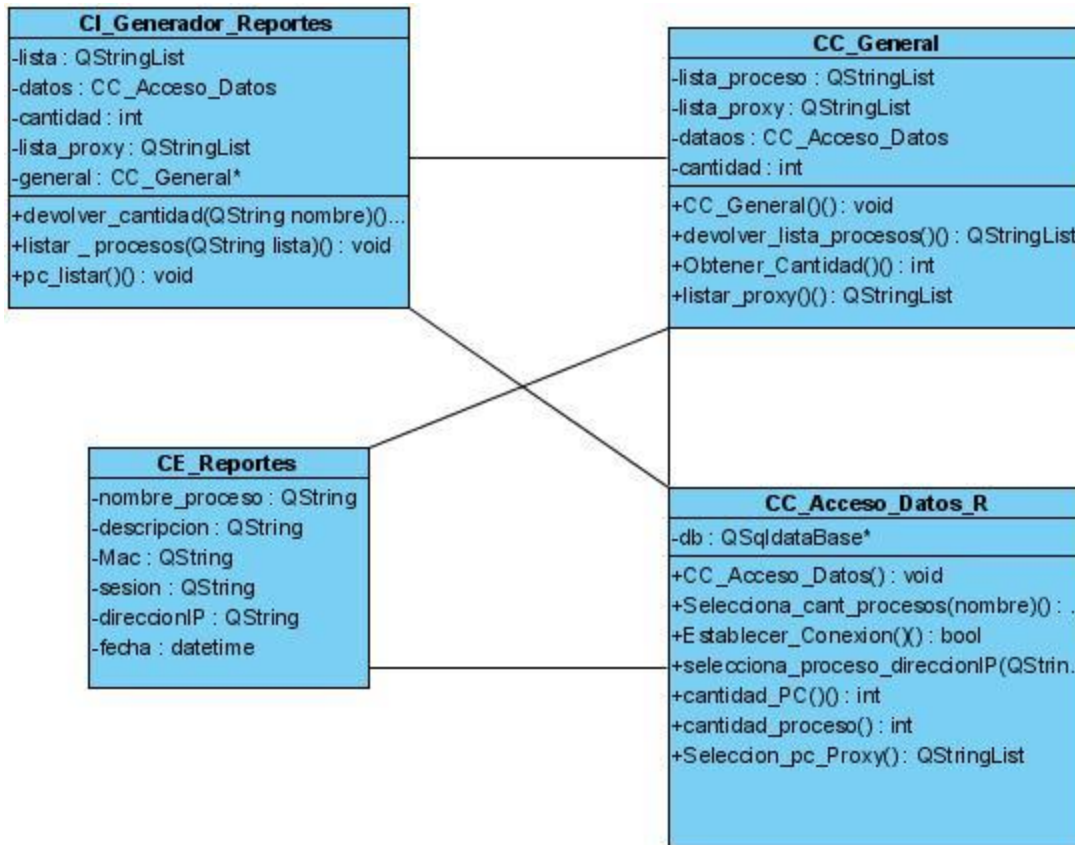 CI_Generador_Reportes
-lista : QStringList
-datos : CC_Acceso_Datos
-cantidad : int
-lista_proxy : QStringList
-general : CC_General*
+devolver_cantidad(QString nombre)()...
+listar _ procesos(QString lista)() : void
+pc_listar()() : void
CC_General
-lista_proceso : QStringList
-lista_proxy : QStringList
-dataos : CC_Acceso_Datos
-cantidad : int
+CC_General()() : void
+devolver_lista_procesos()() : QStringList
+Obtener_Cantidad()() : int
+listar_proxy()() : QStringList
CE_Reportes
-nombre_proceso : QString
-descripcion : QString
-Mac : QString
-sesion : QString
-direccionIP : QString
-fecha : datetime
CC_Acceso_Datos_R
-db : QSqldataBase*
+CC_Acceso_Datos() : void
+Selecciona_cant_procesos(nombre)() : .
+Establecer_Conexion()() : bool
+selecciona_proceso_direccionIP(QStrin..
+cantidad_PC()() : int
+cantidad_proceso() : int
+Seleccion_pc_Proxy() : QStringList